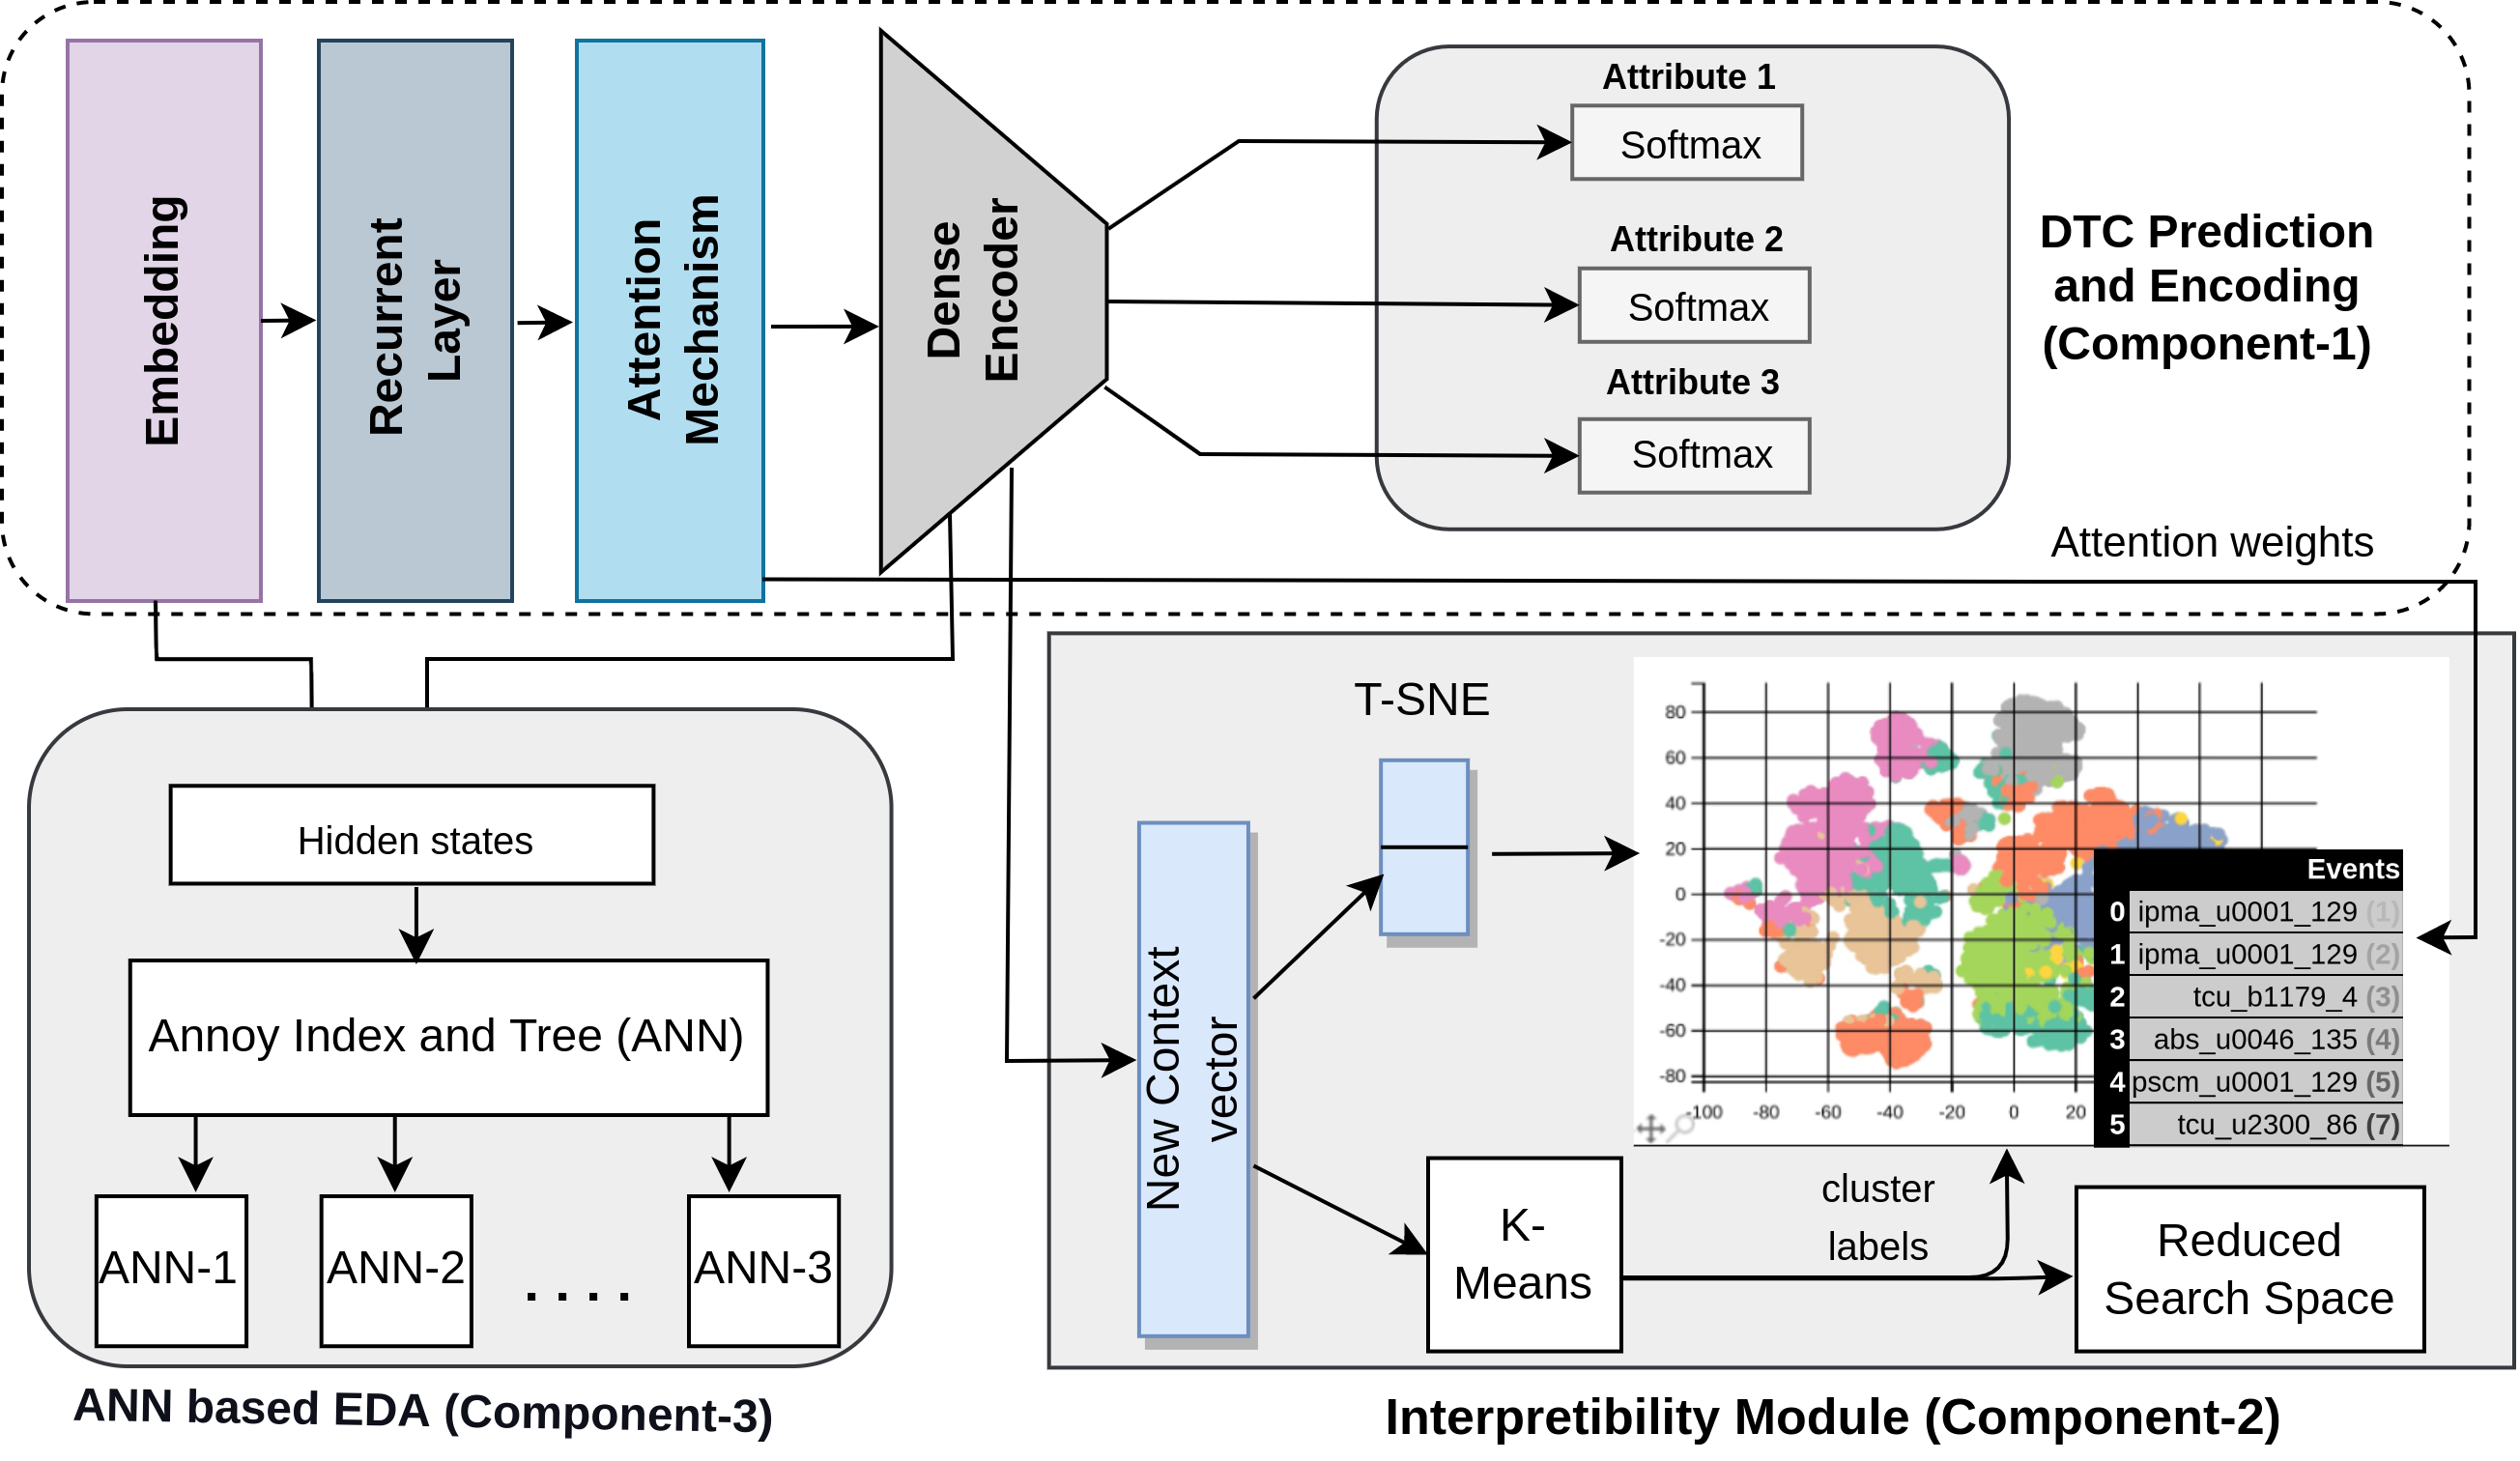 Embedding
Recurrent
Layer
Attention
Mechanism
Dense
Encoder
Attribute 1
Softmax
Attribute 2
Softmax
Attribute 3
Softmax
DTC Prediction
and Encoding
(Component-1)
Attention weights
Hidden states
Annoy Index and Tree (ANN)
ANN-1
ANN-2
. . . .
ANN-3
ANN based EDA (Component-3)
New Context
vector
T-SNE
80
60
40
20
0
-20
-40
-60
-80
-100 -80 -60 -40 -20 0 20
Events
0 ipma_u0001_129 (1)
1 ipma_u0001_129 (2)
2 tcu_b1179_4 (3)
3 abs_u0046_135 (4)
4 pscm_u0001_129 (5)
5 tcu_u2300_86 (7)
K-
Means
cluster
labels
Reduced
Search Space
Interpretibility Module (Component-2)